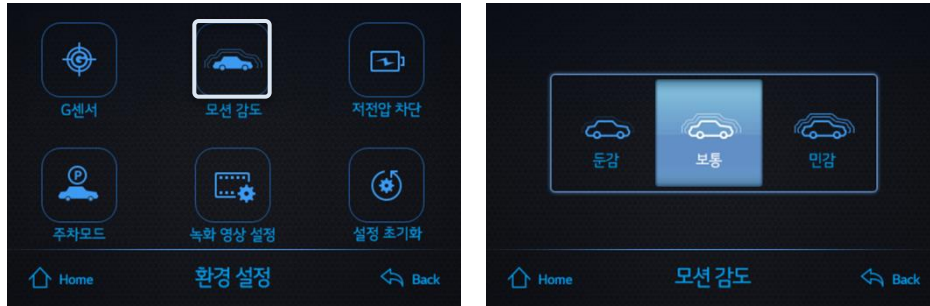 G센서 모션 감도 저전압 차단
주차모드 녹화 영상 설정 설정 초기화
Home 환경 설정 Back
둔감 보통 민감
Home 모션 감도 Back